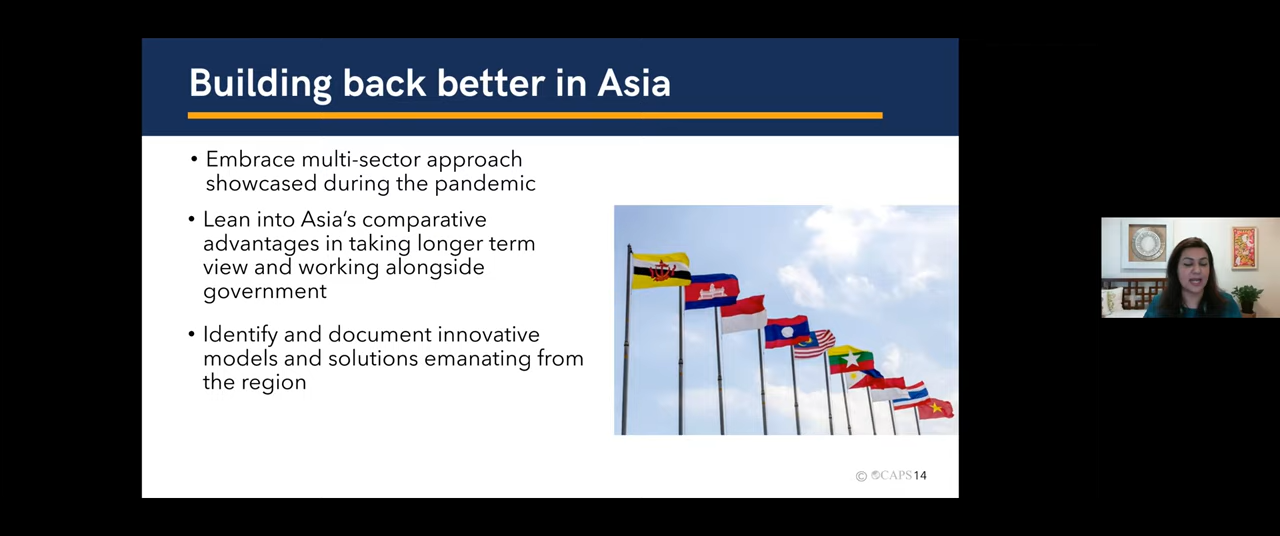 Building back better in Asia
• Embrace multi-sector approach
showcased during the pandemic
• Lean into Asia’s comparative
advantages in taking longer term
view and working alongside
government
• Identify and document innovative
models and solutions emanating from
the region
© CAPS 14